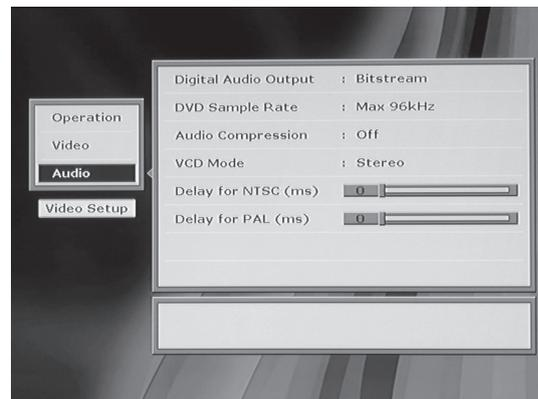 Operation
Video
Audio
Video Setup
Digital Audio Output : Bitstream
DVD Sample Rate : Max 96kHz
Audio Compression : Off
VCD Mode : Stereo
Delay for NTSC (ms) 0
Delay for PAL (ms) 0